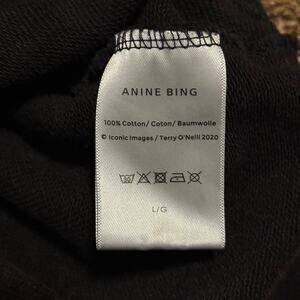 ANINE BING
100% Cotton/ Coton/ Baumwolle
© Iconic Images / Terry O'Neill 2020
L/G